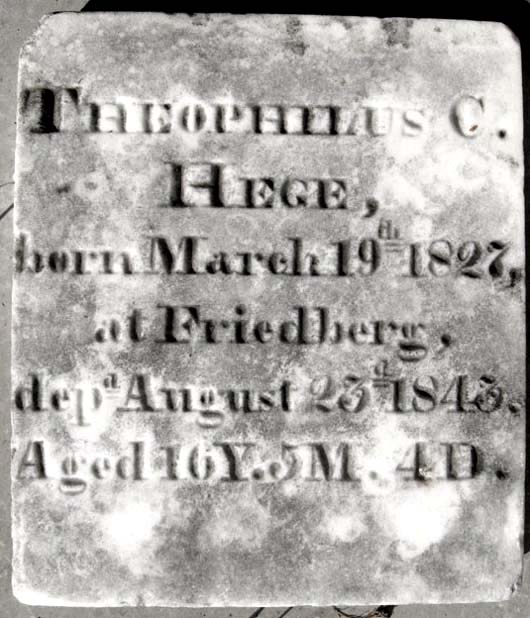 THEOPHILUS C.
HEGE,
born March 19th 1827,
at Friedberg,
depd August 23d 1843.
Aged 16Y. 5M. 4D.